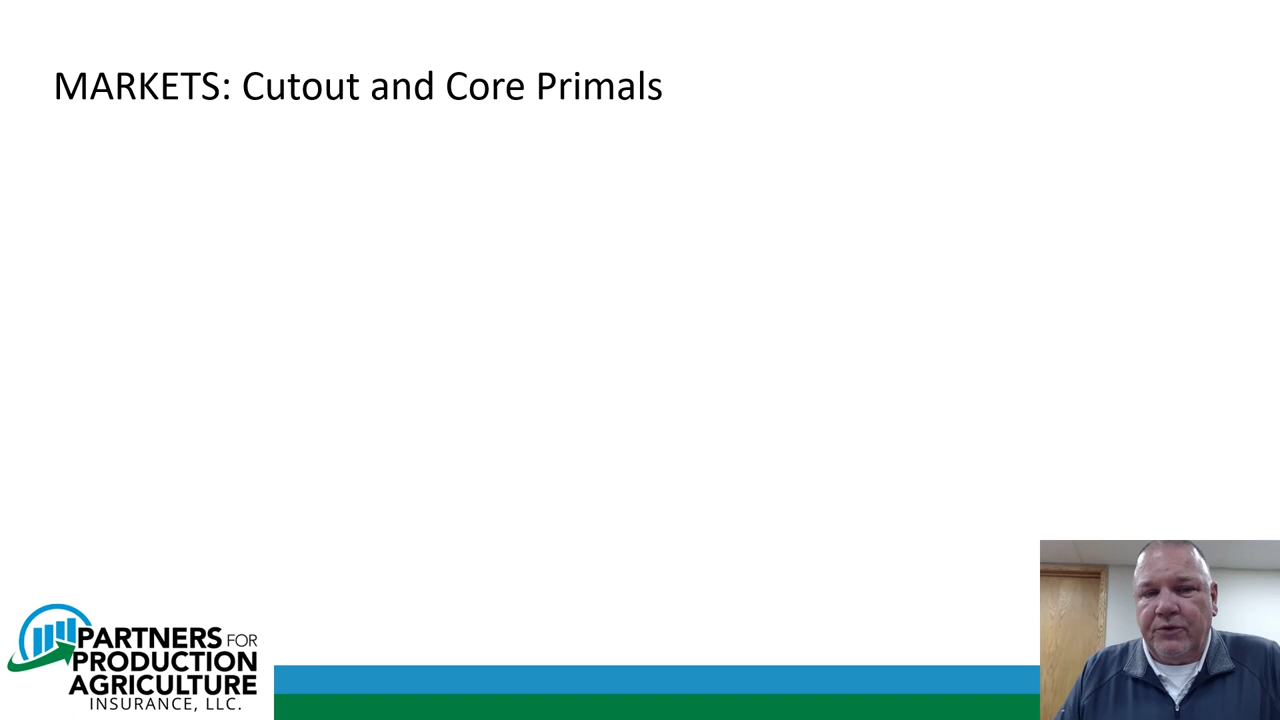 MARKETS: Cutout and Core Primals
PARTNERS FOR
PRODUCTION
AGRICULTURE
INSURANCE, LLC.